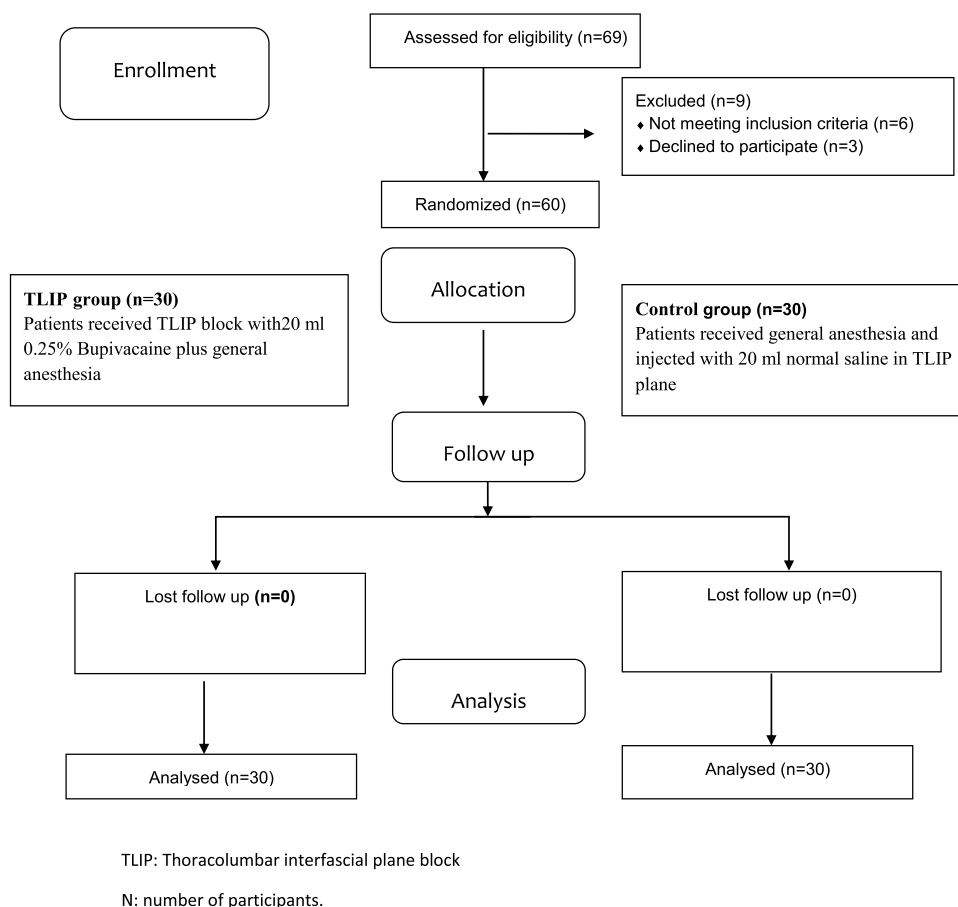 Assessed for eligibility (n=69)
Enrollment
Excluded (n=9)
♦ Not meeting inclusion criteria (n=6)
♦ Declined to participate (n=3)
Randomized (n=60)
Allocation
TLIP group (n=30)
Patients received TLIP block with20 ml
0.25% Bupivacaine plus general
anesthesia
Control group (n=30)
Patients received general anesthesia and
injected with 20 ml normal saline in TLIP
plane
Follow up
Lost follow up (n=0)
Lost follow up (n=0)
Analysis
Analysed (n=30)
Analysed (n=30)
TLIP: Thoracolumbar interfascial plane block
N: number of participants.